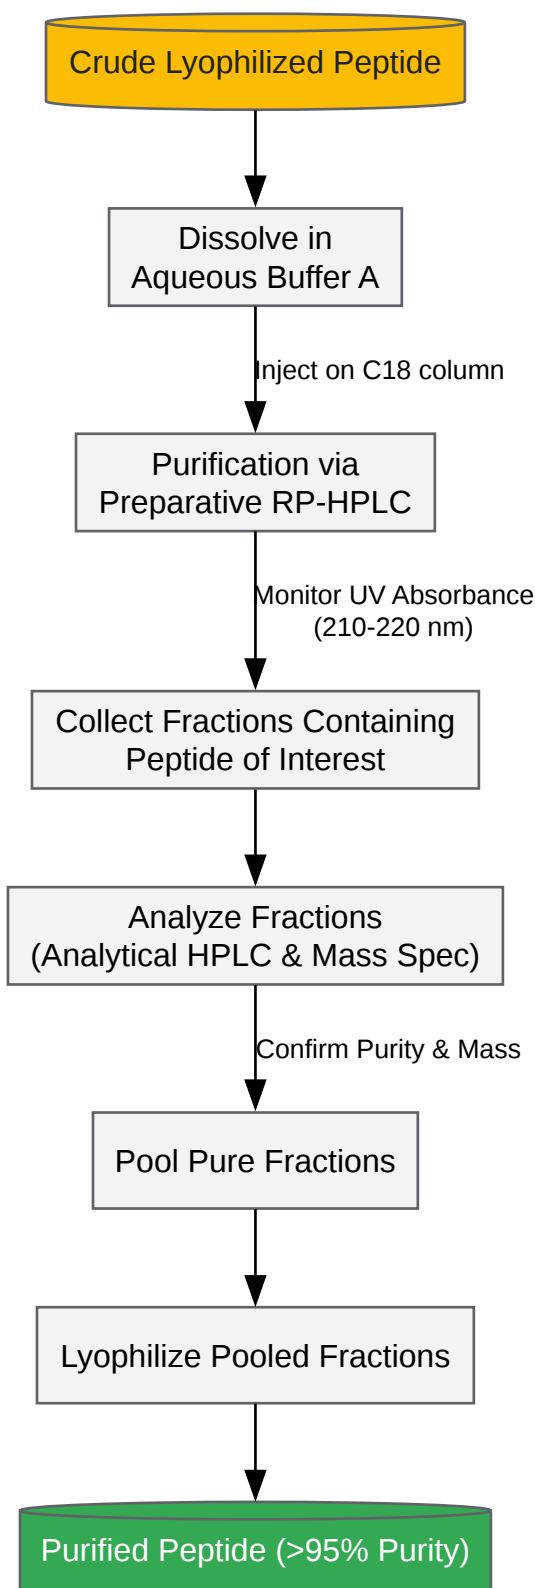 Crude Lyophilized Peptide
Dissolve in
Aqueous Buffer A
Inject on C18 column
Purification via
Preparative RP-HPLC
Monitor UV Absorbance
(210-220 nm)
Collect Fractions Containing
Peptide of Interest
Analyze Fractions
(Analytical HPLC & Mass Spec)
Confirm Purity & Mass
Pool Pure Fractions
Lyophilize Pooled Fractions
Purified Peptide (>95% Purity)